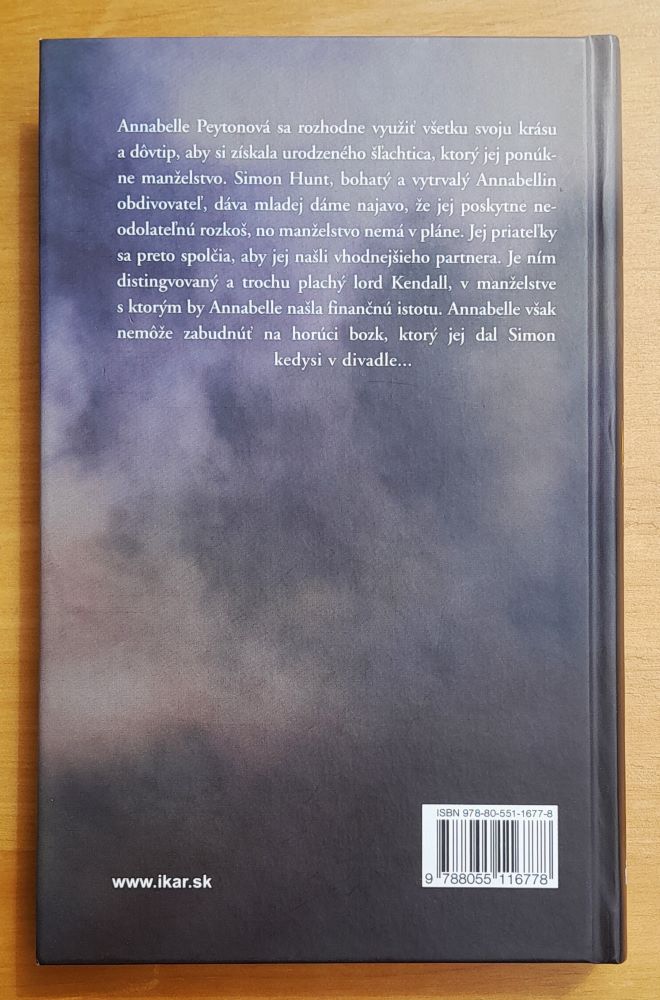 Annabelle Peytonová sa rozhodne využiť všetku svoju krásu
a dôvtip, aby si získala urodzeného šľachtica, ktorý jej ponúk-
ne manželstvo. Simon Hunt, bohatý a vytrvalý Annabellin
obdivovateľ, dáva mladej dáme najavo, že jej poskytne ne-
odolateľnú rozkoš, no manželstvo nemá v pláne. Jej priateľky
sa preto spolčia, aby jej našli vhodnejšieho partnera. Je ním
distingvovaný a trochu plachý lord Kendall, v manželstve
s ktorým by Annabelle našla finančnú istotu. Annabelle však
nemôže zabudnúť na horúci bozk, ktorý jej dal Simon
kedysi v divadle...
ISBN 978-80-551-1677-8
9 788055 116778
www.ikar.sk